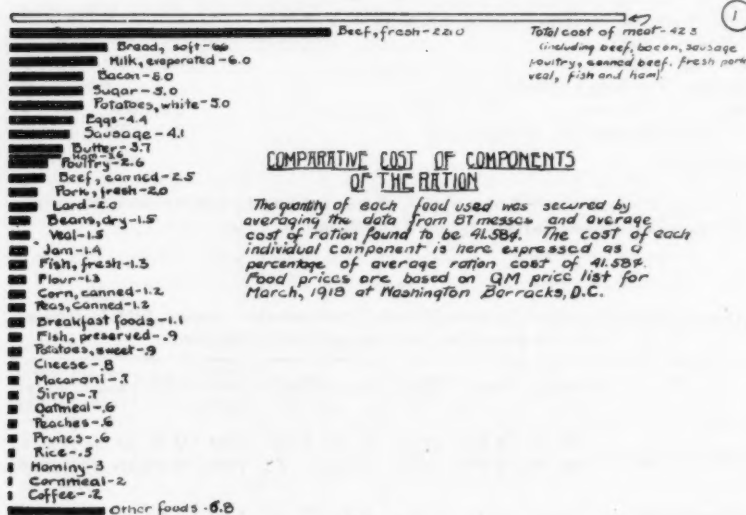 1
Beef, fresh-22.0
Total cost of meat-42.3
(including beef, bacon, sausage
poultry, canned beef, fresh pork
veal, fish and ham)
Bread, soft-6.6
Milk, evaporated-6.0
Bacon-5.0
Sugar-5.0
Potatoes, white-5.0
Eggs-4.4
Sausage-4.1
Butter-3.7
Ham-3.6
Poultry-2.6
Beef, canned-2.5
Pork, fresh-2.0
Lard-2.0
Beans, dry-1.5
Veal-1.5
Jam-1.4
Fish, fresh-1.3
Flour-1.3
Corn, canned-1.2
Peas, canned-1.2
Breakfast foods-1.1
Fish, preserved-.9
Potatoes, sweet-.9
Cheese-.8
Macaroni-.7
Sirup-.7
Oatmeal-.6
Peaches-.6
Prunes-.6
Rice-.5
Hominy-3
Cornmeal-2
Coffee-.2
Other foods-6.8
COMPARATIVE COST OF COMPONENTS
OF THE RATION
The quantity of each food used was secured by
averaging the data from 87 messes and average
cost of ration found to be 41.58¢. The cost of each
individual component is here expressed as a
percentage of average ration cost of 41.58¢.
Food prices are based on QM price list for
March, 1918 at Washington Barracks, D.C.